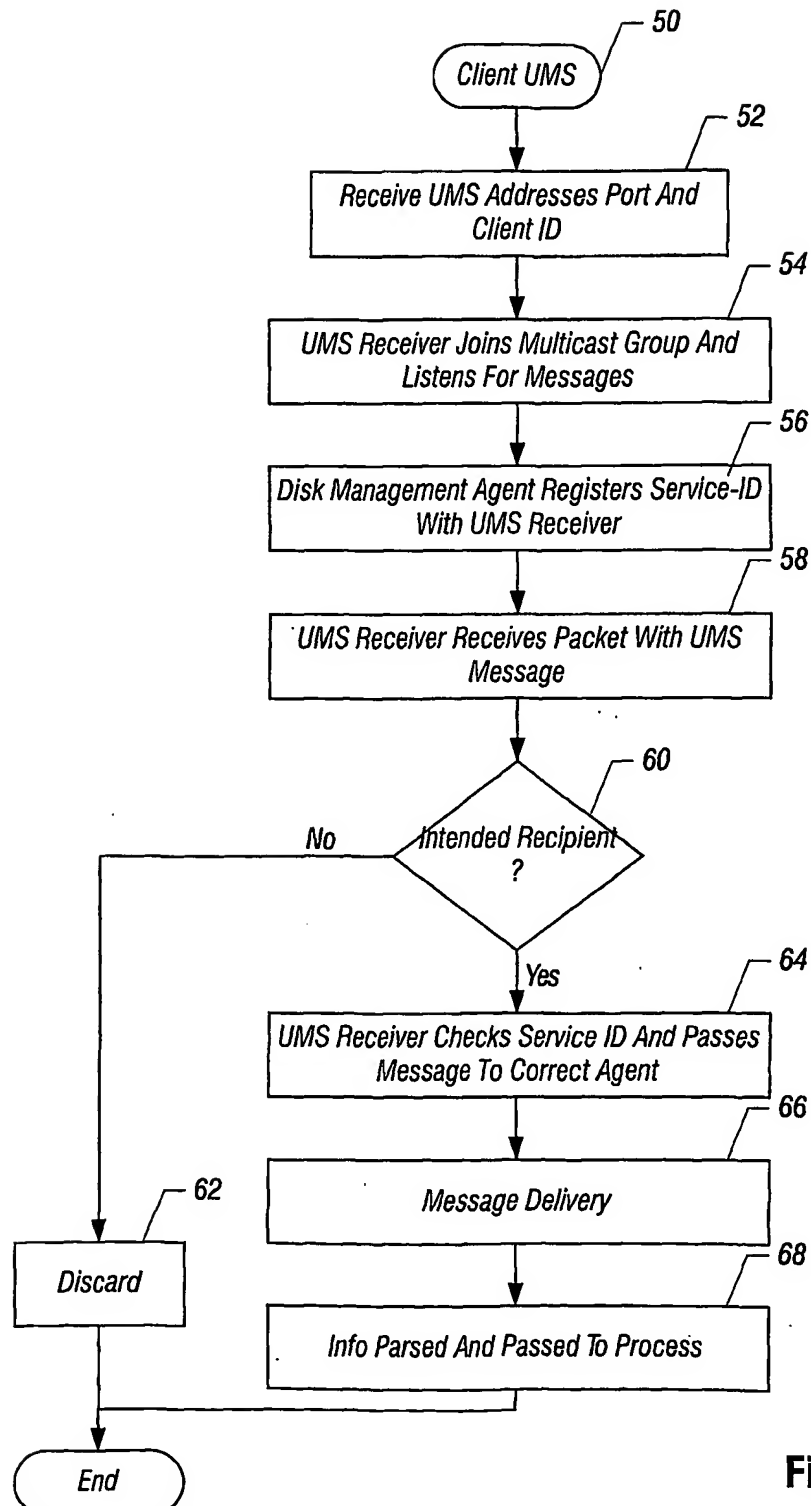 50
Client UMS
52
Receive UMS Addresses Port And
Client ID
54
UMS Receiver Joins Multicast Group And
Listens For Messages
56
Disk Management Agent Registers Service-ID
With UMS Receiver
58
UMS Receiver Receives Packet With UMS
Message
60
Intended Recipient
?
No
Yes
64
UMS Receiver Checks Service ID And Passes
Message To Correct Agent
66
Message Delivery
62
Discard
68
Info Parsed And Passed To Process
End
Fi